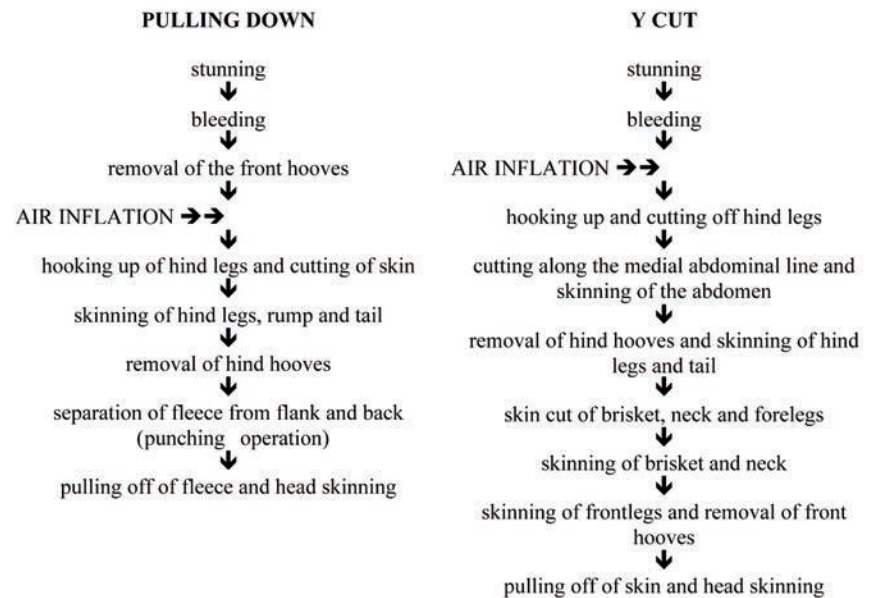 PULLING DOWN
stunning
bleeding
removal of the front hooves
AIR INFLATION ➔➔
hooking up of hind legs and cutting of skin
skinning of hind legs, rump and tail
removal of hind hooves
separation of fleece from flank and back
(punching operation)
pulling off of fleece and head skinning
Y CUT
stunning
bleeding
AIR INFLATION ➔➔
hooking up and cutting off hind legs
cutting along the medial abdominal line and
skinning of the abdomen
removal of hind hooves and skinning of hind
legs and tail
skin cut of brisket, neck and forelegs
skinning of brisket and neck
skinning of frontlegs and removal of front
hooves
pulling off of skin and head skinning